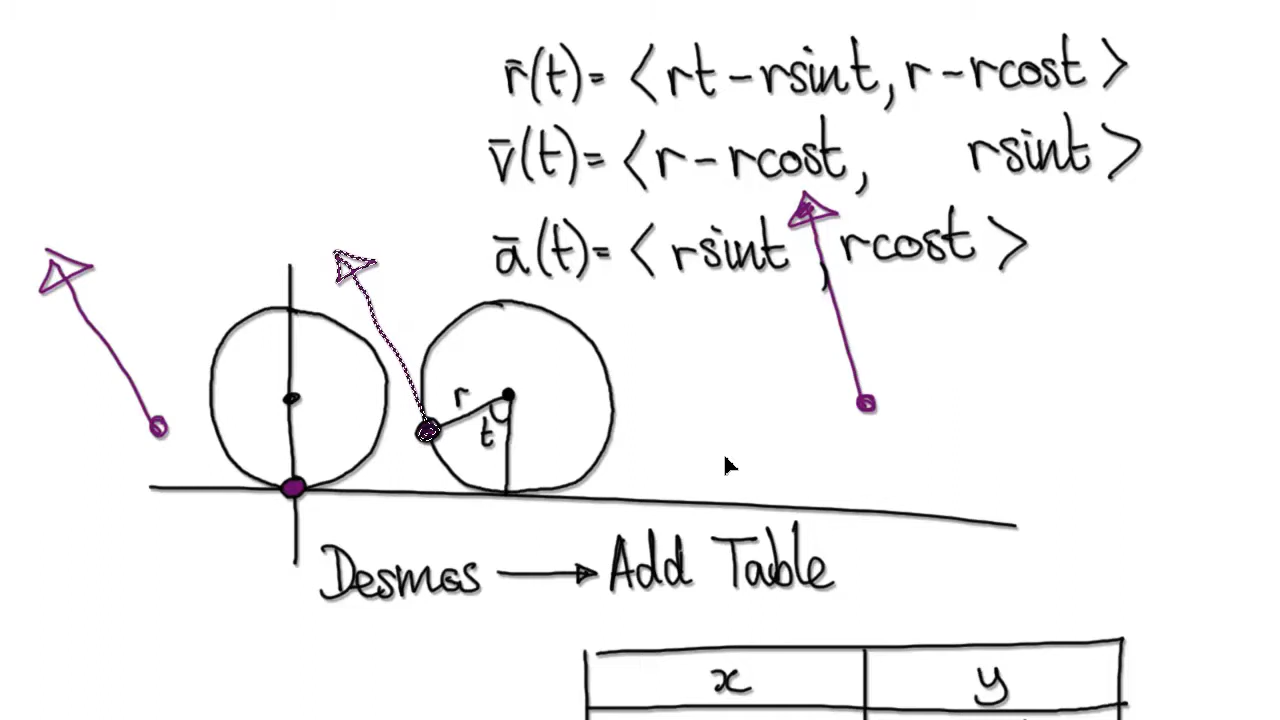 r̄(t)= <rt-rsint, r-rcost>
v̄(t)= <r-rcost, rsint>
ā(t)= <rsint, rcost>
r
t
Desmos → Add Table
x y